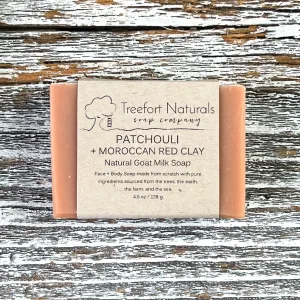 Treefort Naturals
soap company
PATCHOULI
+ MOROCCAN RED CLAY
Natural Goat Milk Soap
Face + Body Soap made from scratch with pure
ingredients sourced from the trees, the earth,
the farm, and the sea.
4.5 oz / 128 g